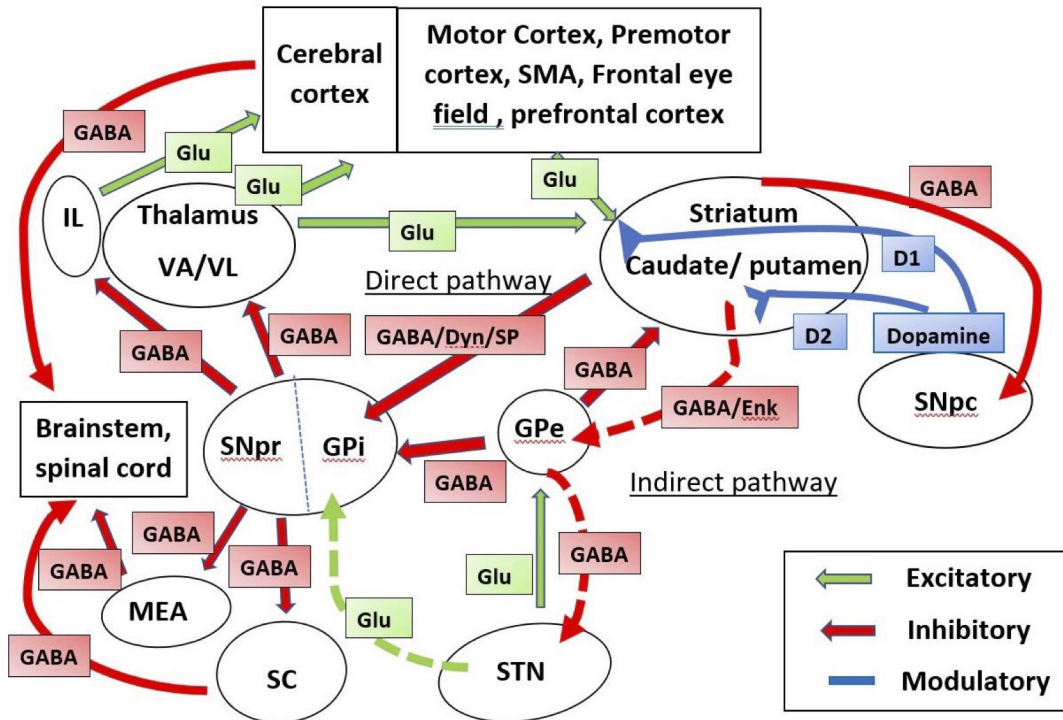 Cerebral
cortex
Motor Cortex, Premotor
cortex, SMA, Frontal eye
field , prefrontal cortex
GABA
Glu
Glu
Glu
GABA
IL
Thalamus
VA/VL
Glu
Striatum
Caudate/ putamen
D1
D2
Dopamine
SNpc
Direct pathway
GABA
GABA
GABA/Dyn/SP
GABA
GABA/Enk
Brainstem,
spinal cord
SNpr
GPi
GPe
GABA
Indirect pathway
GABA
GABA
GABA
Glu
GABA
MEA
Glu
GABA
SC
STN
Excitatory
Inhibitory
Modulatory